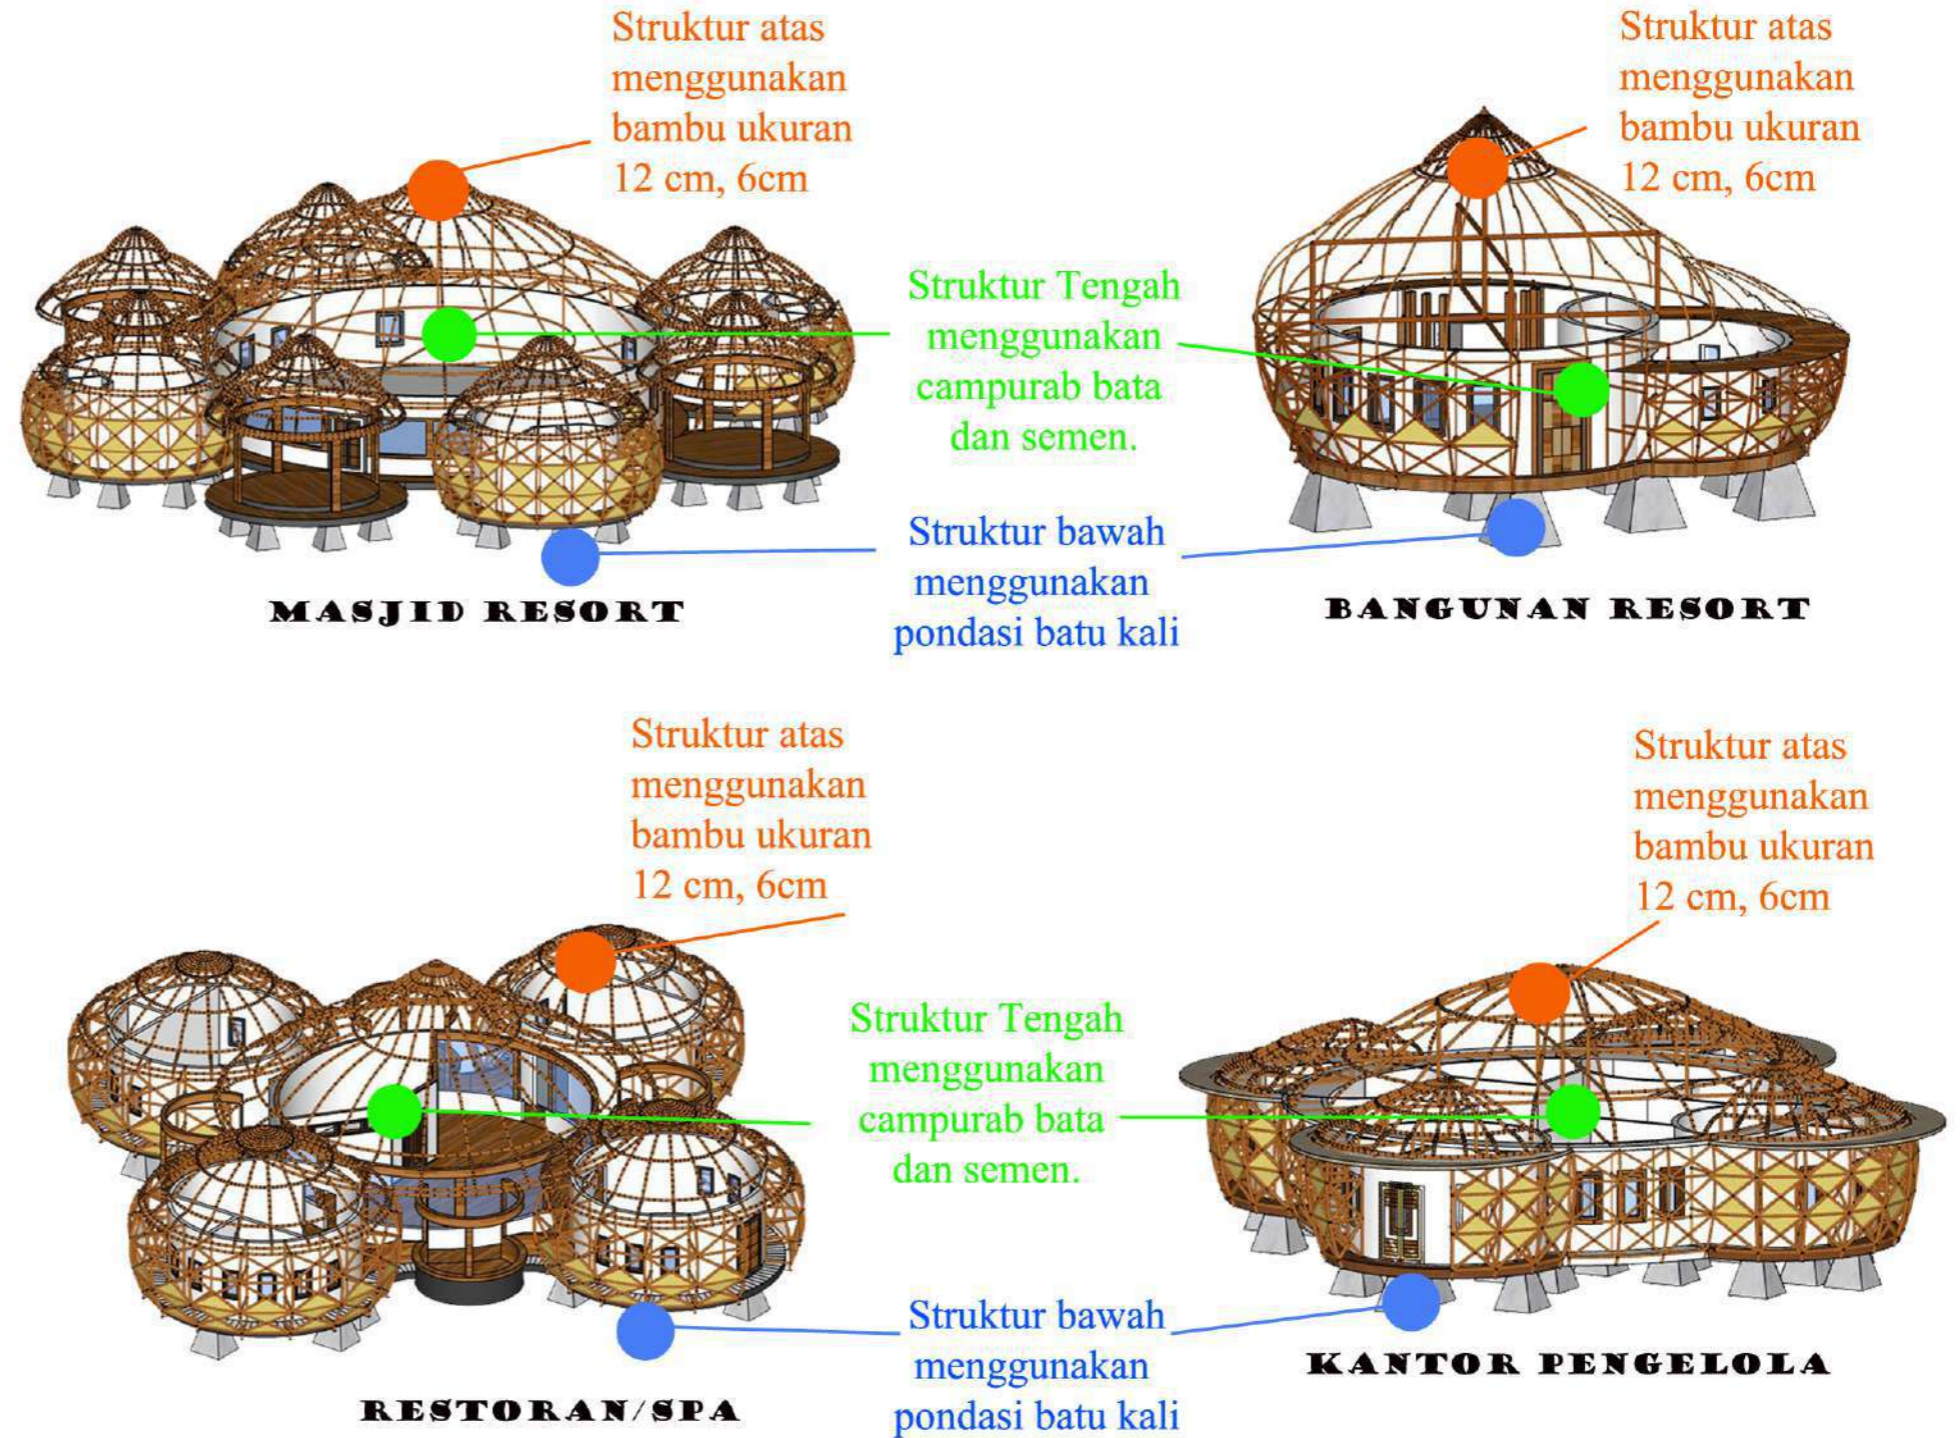 Struktur atas
menggunakan
bambu ukuran
12 cm, 6cm
Struktur atas
menggunakan
bambu ukuran
12 cm, 6cm
Struktur Tengah
menggunakan
campurab bata
dan semen.
Struktur bawah
menggunakan
pondasi batu kali
MASJID RESORT
BANGUNAN RESORT
Struktur atas
menggunakan
bambu ukuran
12 cm, 6cm
Struktur atas
menggunakan
bambu ukuran
12 cm, 6cm
Struktur Tengah
menggunakan
campurab bata
dan semen.
Struktur bawah
menggunakan
pondasi batu kali
RESTORAN/SPA
KANTOR PENGELOLA